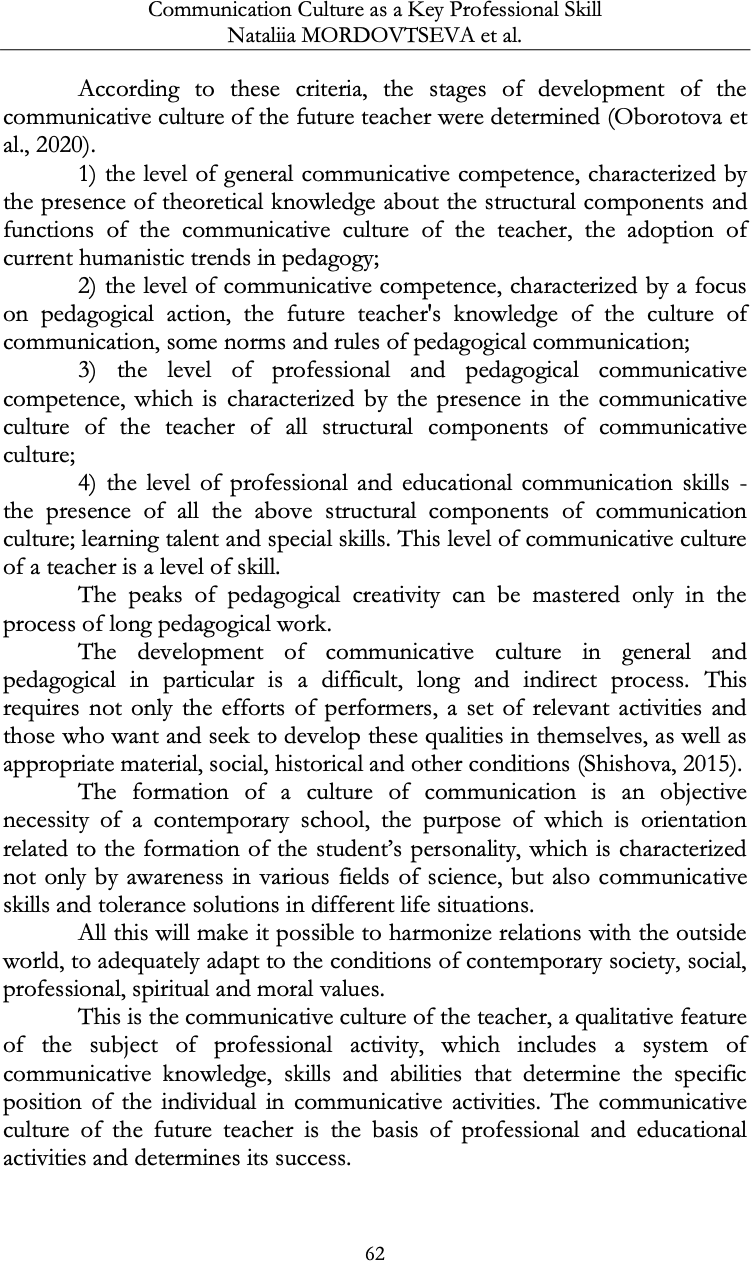 Communication Culture as a Key Professional Skill
Nataliia MORDOVTSEVA et al.
According to these criteria, the stages of development of the
communicative culture of the future teacher were determined (Oborotova et
al., 2020).
1) the level of general communicative competence, characterized by
the presence of theoretical knowledge about the structural components and
functions of the communicative culture of the teacher, the adoption of
current humanistic trends in pedagogy;
2) the level of communicative competence, characterized by a focus
on pedagogical action, the future teacher's knowledge of the culture of
communication, some norms and rules of pedagogical communication;
3) the level of professional and pedagogical communicative
competence, which is characterized by the presence in the communicative
culture of the teacher of all structural components of communicative
culture;
4) the level of professional and educational communication skills -
the presence of all the above structural components of communication
culture; learning talent and special skills. This level of communicative culture
of a teacher is a level of skill.
The peaks of pedagogical creativity can be mastered only in the
process of long pedagogical work.
The development of communicative culture in general and
pedagogical in particular is a difficult, long and indirect process. This
requires not only the efforts of performers, a set of relevant activities and
those who want and seek to develop these qualities in themselves, as well as
appropriate material, social, historical and other conditions (Shishova, 2015).
The formation of a culture of communication is an objective
necessity of a contemporary school, the purpose of which is orientation
related to the formation of the student’s personality, which is characterized
not only by awareness in various fields of science, but also communicative
skills and tolerance solutions in different life situations.
All this will make it possible to harmonize relations with the outside
world, to adequately adapt to the conditions of contemporary society, social,
professional, spiritual and moral values.
This is the communicative culture of the teacher, a qualitative feature
of the subject of professional activity, which includes a system of
communicative knowledge, skills and abilities that determine the specific
position of the individual in communicative activities. The communicative
culture of the future teacher is the basis of professional and educational
activities and determines its success.
62